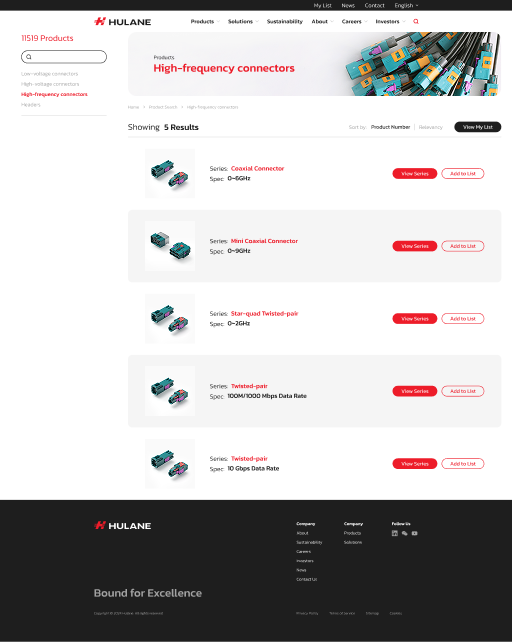 My List News Contact English
HULANE
Products Solutions Sustainability About Careers Investors
11519 Products
Low-voltage connectors
High-voltage connectors
High-frequency connectors
Headers
Products
High-frequency connectors
Home > Product Search > High-frequency connectors
Showing 5 Results
Sort by: Product Number | Relevancy
View My List
Series: Coaxial Connector
Spec: 0~6GHz
View Series Add to List
Series: Mini Coaxial Connector
Spec: 0~9GHz
View Series Add to List
Series: Star-quad Twisted-pair
Spec: 0~2GHz
View Series Add to List
Series: Twisted-pair
Spec: 100M/1000 Mbps Data Rate
View Series Add to List
Series: Twisted-pair
Spec: 10 Gbps Data Rate
View Series Add to List
HULANE
Company
About
Sustainability
Careers
Investors
News
Contact Us
Company
Products
Solutions
Follow Us
Bound for Excellence
Copyright © 2024 Hulane. All rights reserved.
Privacy Policy Terms of Service Sitemap Cookies